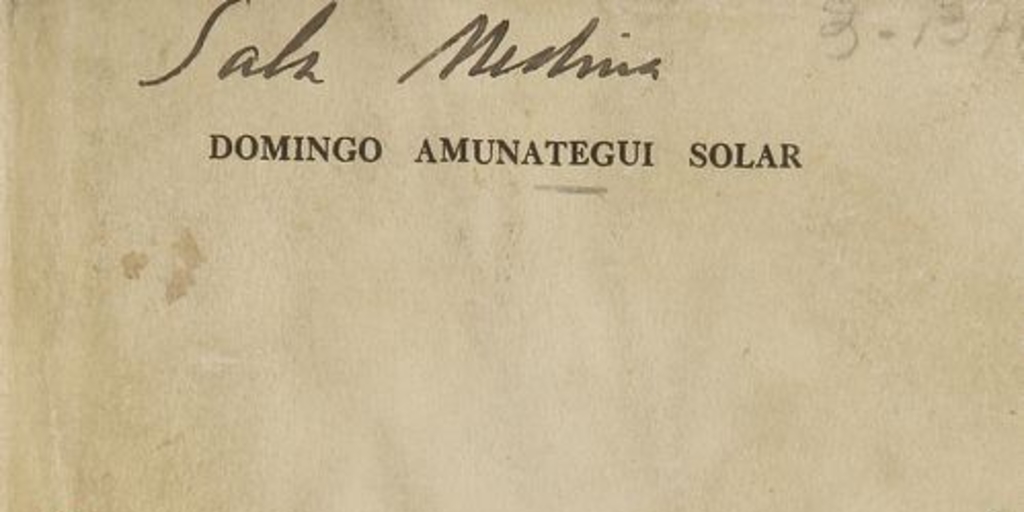 Sala Medina
DOMINGO AMUNATEGUI SOLAR